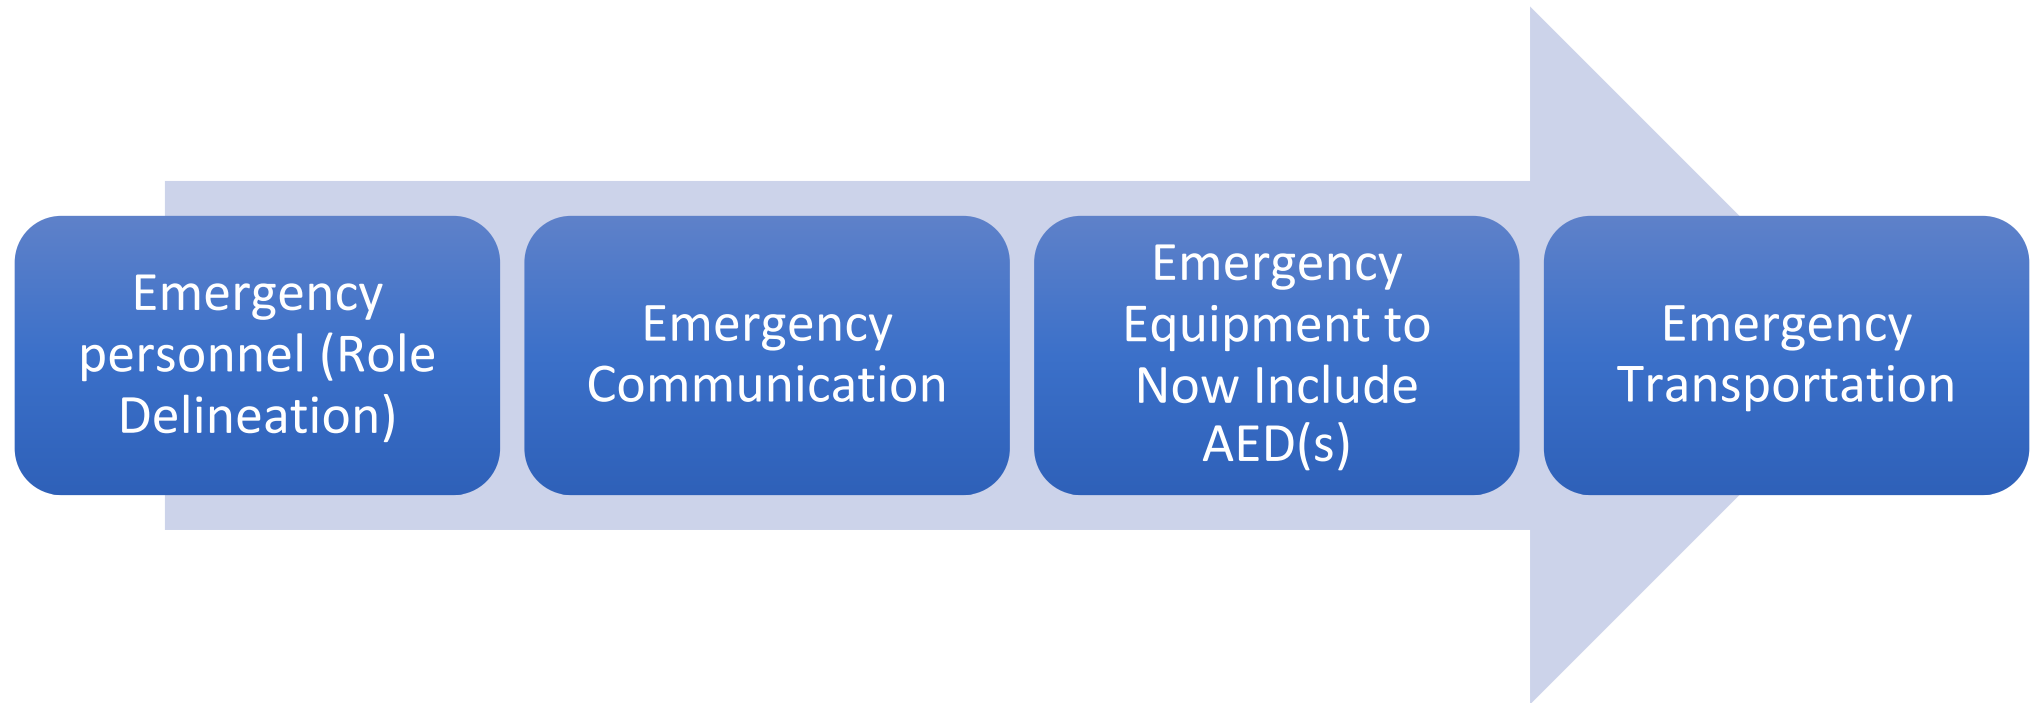 Emergency
personnel (Role
Delineation)
Emergency
Communication
Emergency
Equipment to
Now Include
AED(s)
Emergency
Transportation